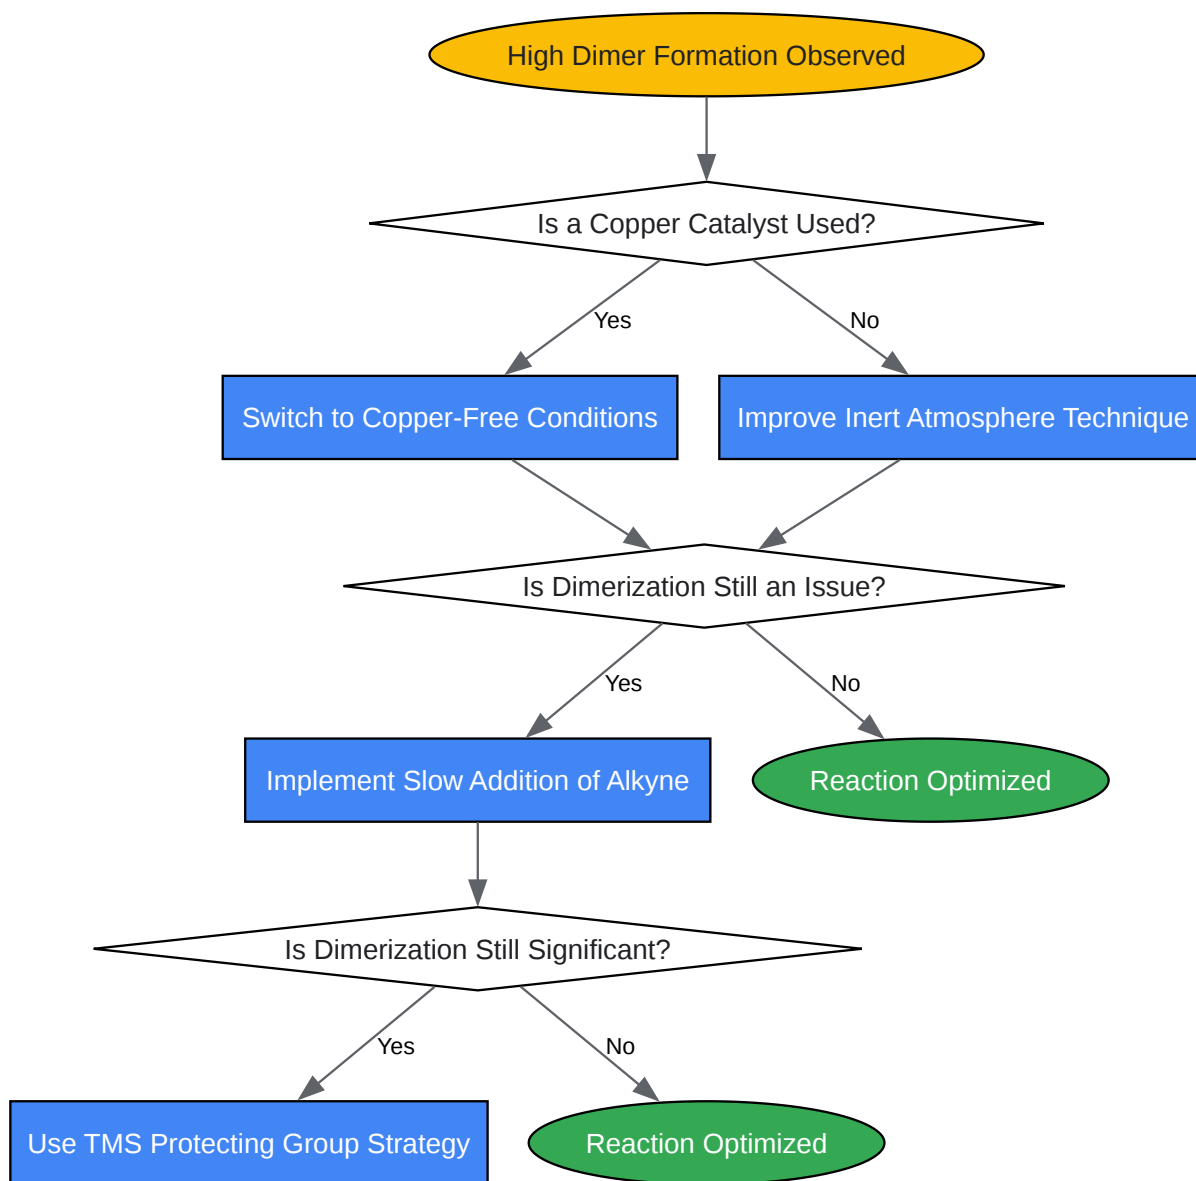 High Dimer Formation Observed
Is a Copper Catalyst Used?
Yes
No
Switch to Copper-Free Conditions
Improve Inert Atmosphere Technique
Is Dimerization Still an Issue?
Yes
No
Implement Slow Addition of Alkyne
Reaction Optimized
Is Dimerization Still Significant?
Yes
No
Use TMS Protecting Group Strategy
Reaction Optimized